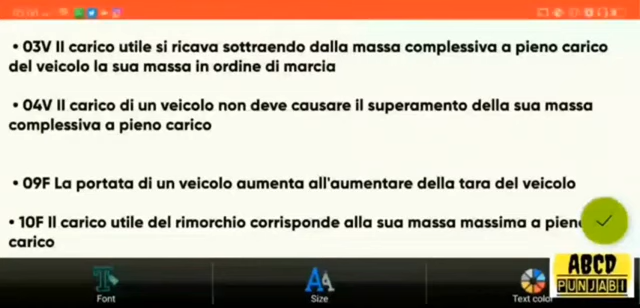 • 03V Il carico utile si ricava sottraendo dalla massa complessiva a pieno carico
del veicolo la sua massa in ordine di marcia
• 04V Il carico di un veicolo non deve causare il superamento della sua massa
complessiva a pieno carico
• 09F La portata di un veicolo aumenta all'aumentare della tara del veicolo
• 10F Il carico utile del rimorchio corrisponde alla sua massa massima a pieno
carico
Font
Size
Text color
ABCD
PUNJABI